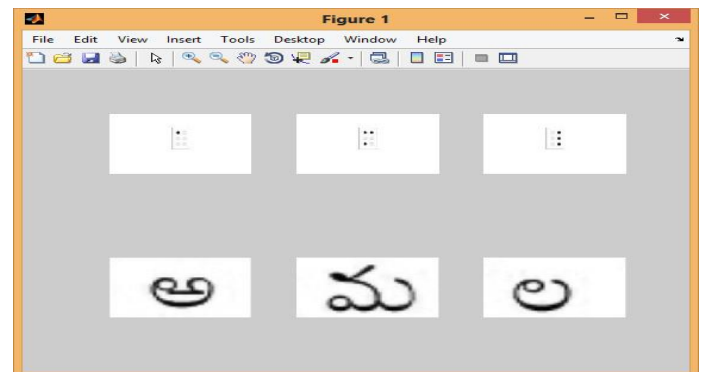 Figure 1
File Edit View Insert Tools Desktop Window Help
⠁ ⠍ ⠸
అ మ ల